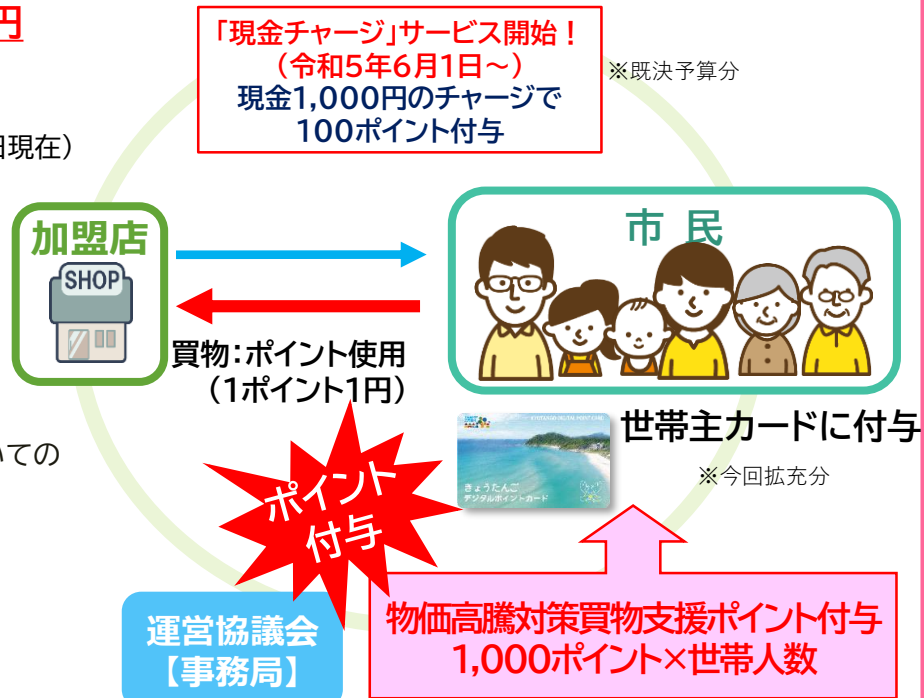 円
「現金チャージ」サービス開始！
（令和5年6月1日～）
現金1,000円のチャージで
100ポイント付与
※既決予算分
日現在）
加盟店
SHOP
市 民
買物：ポイント使用
（1ポイント1円）
世帯主カードに付与
※今回拡充分
きょうたんご
デジタルポイントカード
いての
ポイント
付与
運営協議会
【事務局】
物価高騰対策買物支援ポイント付与
1,000ポイント×世帯人数